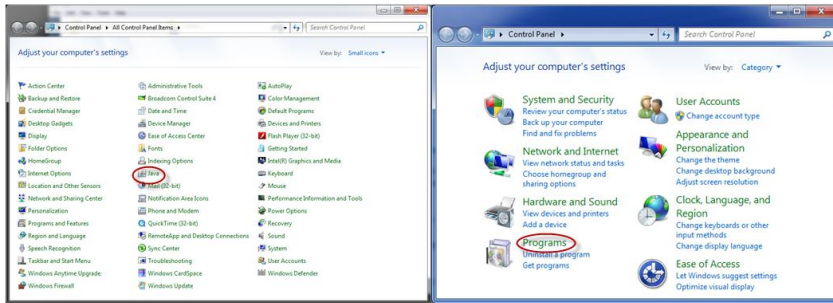 Control Panel ▸ All Control Panel Items ▸
Search Control Panel
Adjust your computer's settings
View by: Small icons
Action Center
Administrative Tools
AutoPlay
Backup and Restore
Broadcom Control Suite 4
Color Management
Credential Manager
Date and Time
Default Programs
Desktop Gadgets
Device Manager
Devices and Printers
Display
Ease of Access Center
Flash Player (32-bit)
Folder Options
Fonts
Getting Started
HomeGroup
Indexing Options
Intel(R) Graphics and Media
Internet Options
Java
Keyboard
Location and Other Sensors
Mail (32-bit)
Mouse
Network and Sharing Center
Notification Area Icons
Performance Information and Tools
Personalization
Phone and Modem
Power Options
Programs and Features
QuickTime (32-bit)
Recovery
Region and Language
RemoteApp and Desktop Connections
Sound
Speech Recognition
Sync Center
System
Taskbar and Start Menu
Troubleshooting
User Accounts
Windows Anytime Upgrade
Windows CardSpace
Windows Defender
Windows Firewall
Windows Update
Control Panel ▸
Search Control Panel
Adjust your computer's settings
View by: Category
System and Security
Review your computer's status
Back up your computer
Find and fix problems
Network and Internet
View network status and tasks
Choose homegroup and
sharing options
Hardware and Sound
View devices and printers
Add a device
Programs
Uninstall a program
Get programs
User Accounts
Change account type
Appearance and
Personalization
Change the theme
Change desktop background
Adjust screen resolution
Clock, Language, and
Region
Change keyboards or other
input methods
Change display language
Ease of Access
Let Windows suggest settings
Optimize visual display